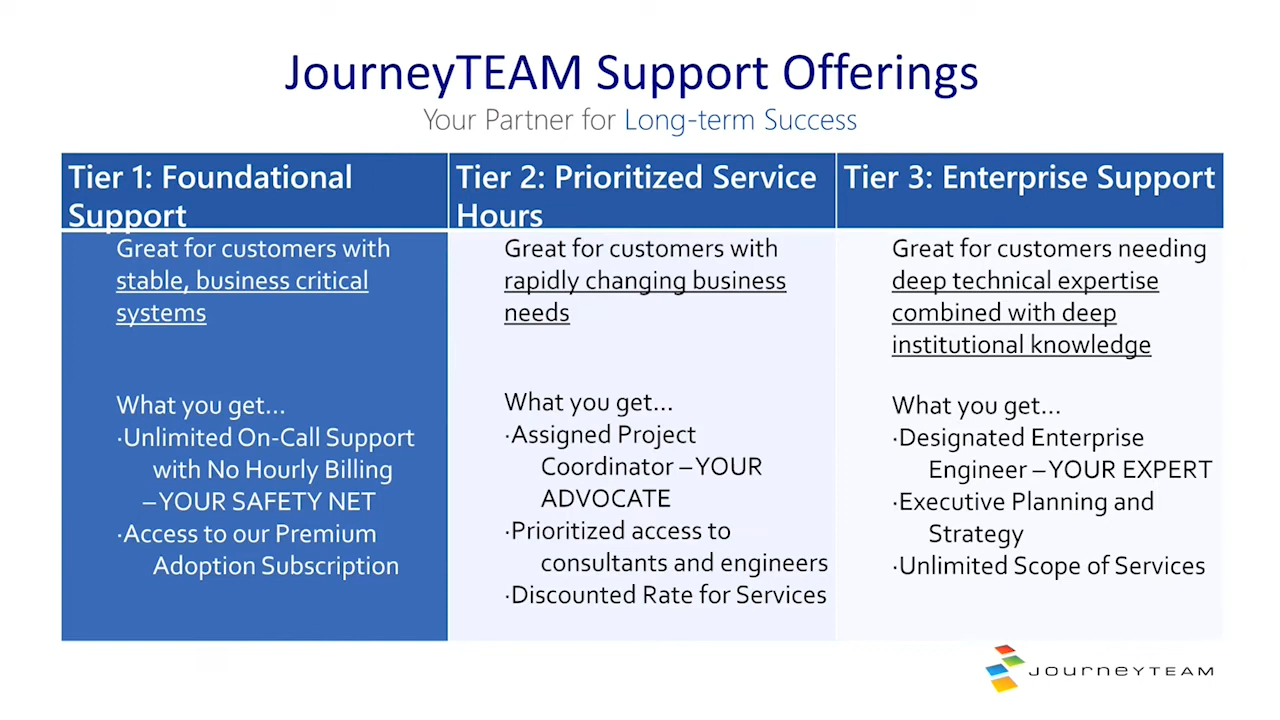 JourneyTEAM Support Offerings
Your Partner for Long-term Success
Tier 1: Foundational
Support
Great for customers with
stable, business critical
systems
What you get…
·Unlimited On-Call Support
with No Hourly Billing
–YOUR SAFETY NET
·Access to our Premium
Adoption Subscription
Tier 2: Prioritized Service
Hours
Great for customers with
rapidly changing business
needs
What you get…
·Assigned Project
Coordinator –YOUR
ADVOCATE
·Prioritized access to
consultants and engineers
·Discounted Rate for Services
Tier 3: Enterprise Support
Great for customers needing
deep technical expertise
combined with deep
institutional knowledge
What you get…
·Designated Enterprise
Engineer –YOUR EXPERT
·Executive Planning and
Strategy
·Unlimited Scope of Services
JOURNEYTEAM